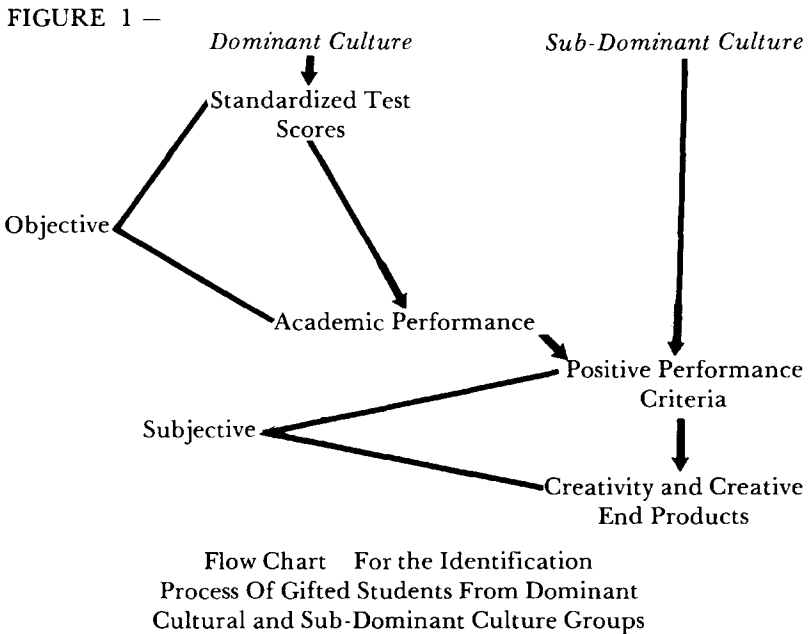 FIGURE 1 –
Dominant Culture
Sub-Dominant Culture
Standardized Test
Scores
Objective
Academic Performance
Positive Performance
Criteria
Subjective
Creativity and Creative
End Products
Flow Chart For the Identification
Process Of Gifted Students From Dominant
Cultural and Sub-Dominant Culture Groups